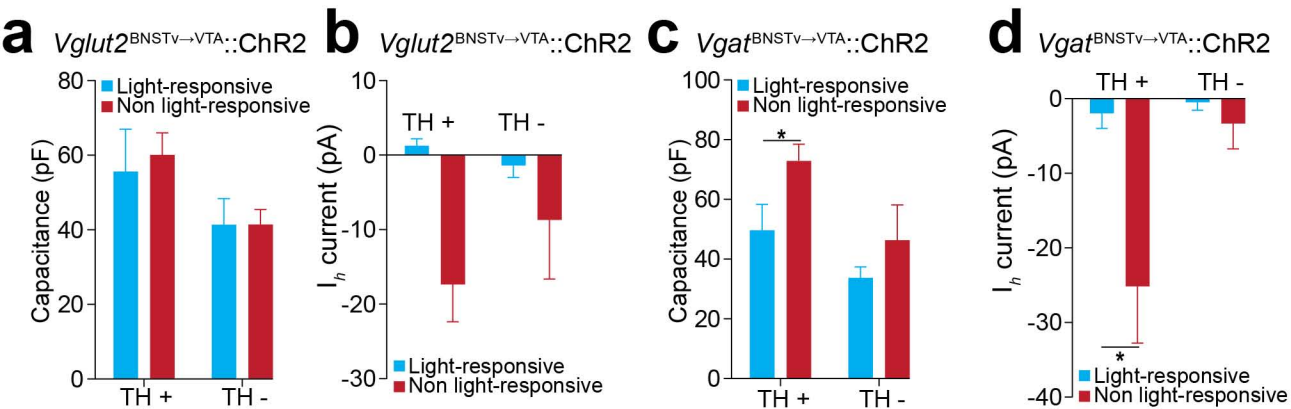 a Vglut2BNSTv→VTA::ChR2
Light-responsive
Non light-responsive
Capacitance (pF)
80
60
40
20
0
TH +
TH -
b Vglut2BNSTv→VTA::ChR2
10
0
-10
-20
-30
Ih current (pA)
TH +
TH -
Light-responsive
Non light-responsive
c VgatBNSTv→VTA::ChR2
Light-responsive
Non light-responsive
Capacitance (pF)
100
80
60
40
20
0
*
TH +
TH -
d VgatBNSTv→VTA::ChR2
TH +
TH -
Ih current (pA)
0
-10
-20
-30
-40
*
Light-responsive
Non light-responsive